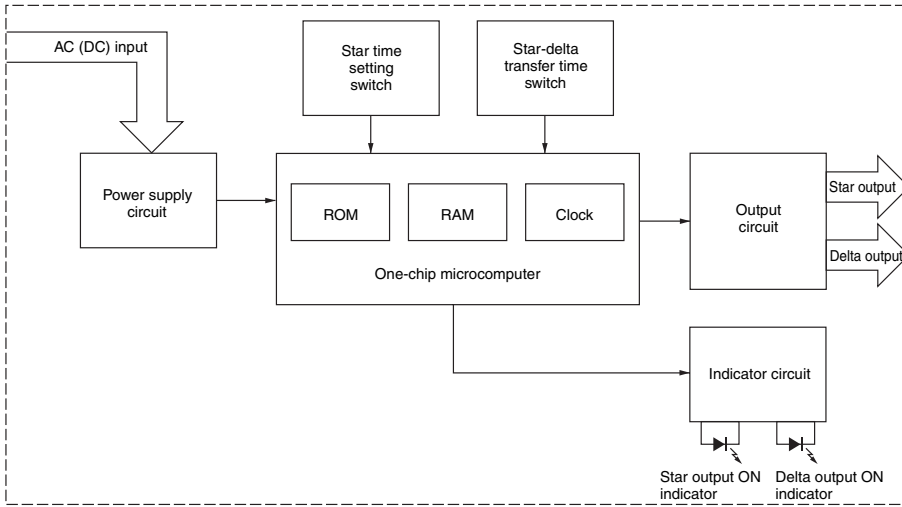 AC (DC) input
Star time
setting
switch
Star-delta
transfer time
switch
Power supply
circuit
ROM
RAM
Clock
One-chip microcomputer
Output
circuit
Star output
Delta output
Indicator circuit
Star output ON
indicator
Delta output ON
indicator